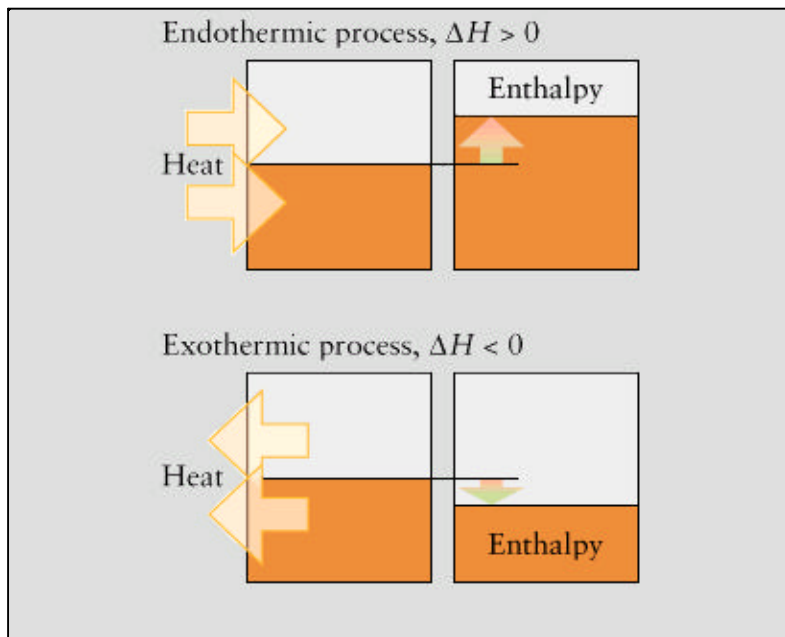 Endothermic process, ΔH > 0
Enthalpy
Heat
Exothermic process, ΔH < 0
Heat
Enthalpy